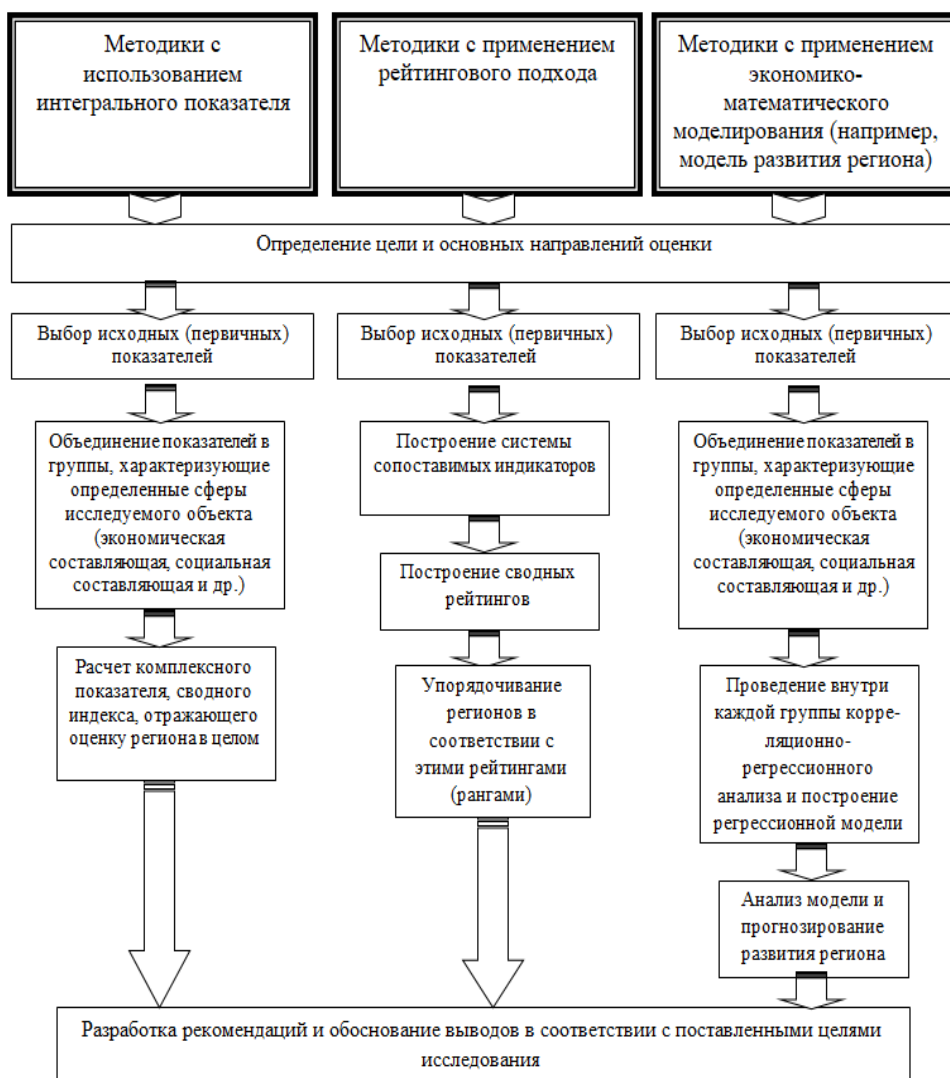 Методики с
использованием
интегрального показателя
Методики с применением
рейтингового подхода
Методики с применением
экономико-
математического
моделирования (например,
модель развития региона)
Определение цели и основных направлений оценки
Выбор исходных (первичных)
показателей
Выбор исходных (первичных)
показателей
Выбор исходных (первичных)
показателей
Объединение показателей в
группы, характеризующие
определенные сферы
исследуемого объекта
(экономическая
составляющая, социальная
составляющая и др.)
Построение системы
сопоставимых индикаторов
Объединение показателей в
группы, характеризующие
определенные сферы
исследуемого объекта
(экономическая
составляющая, социальная
составляющая и др.)
Построение сводных
рейтингов
Расчет комплексного
показателя, сводного
индекса, отражающего
оценку региона в целом
Упорядочивание
регионов в
соответствии с
этими рейтингами
(рангами)
Проведение внутри
каждой группы корре-
ляционно-
регрессионного
анализа и построение
регрессионной модели
Анализ модели и
прогнозирование
развития региона
Разработка рекомендаций и обоснование выводов в соответствии с поставленными целями
исследования